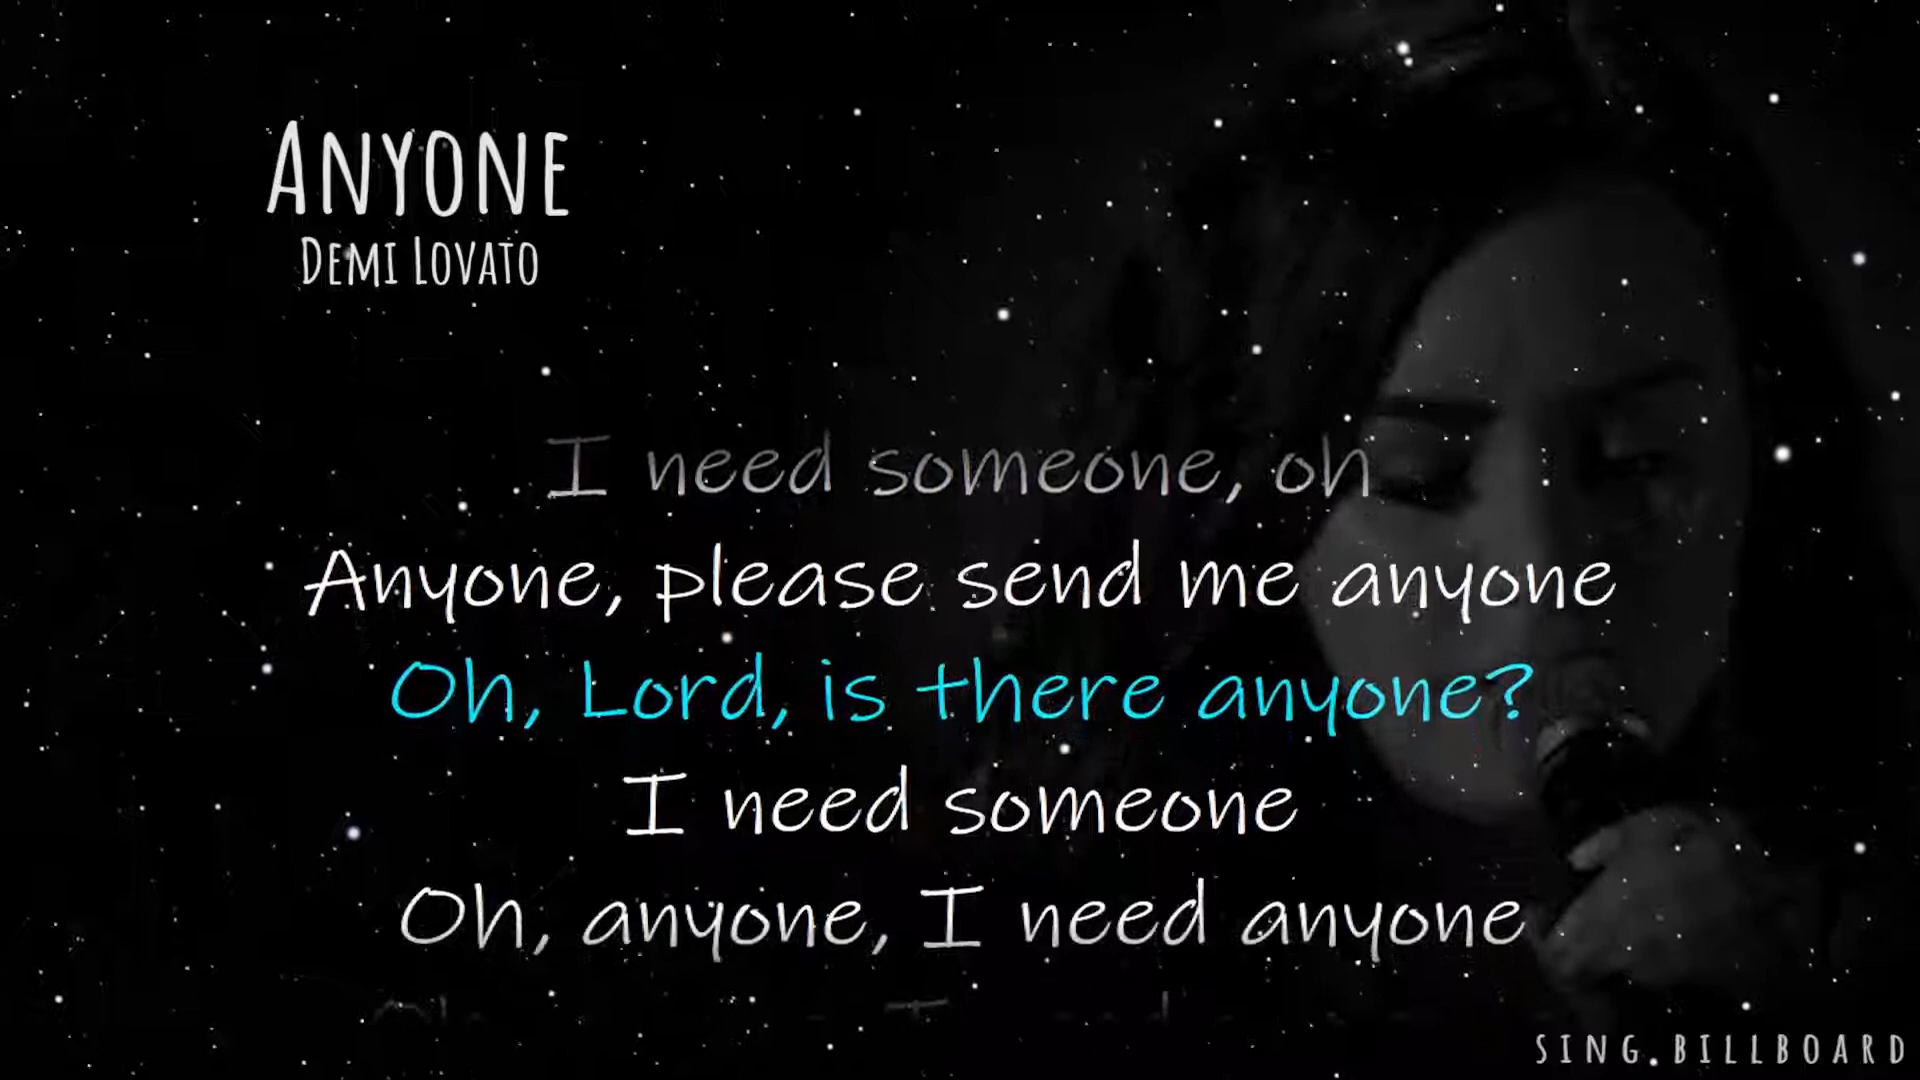 ANYONE
DEMI LOVATO
I need someone, oh
Anyone, please send me anyone
Oh, Lord, is there anyone?
I need someone
Oh, anyone, I need anyone
SING.BILLBOARD